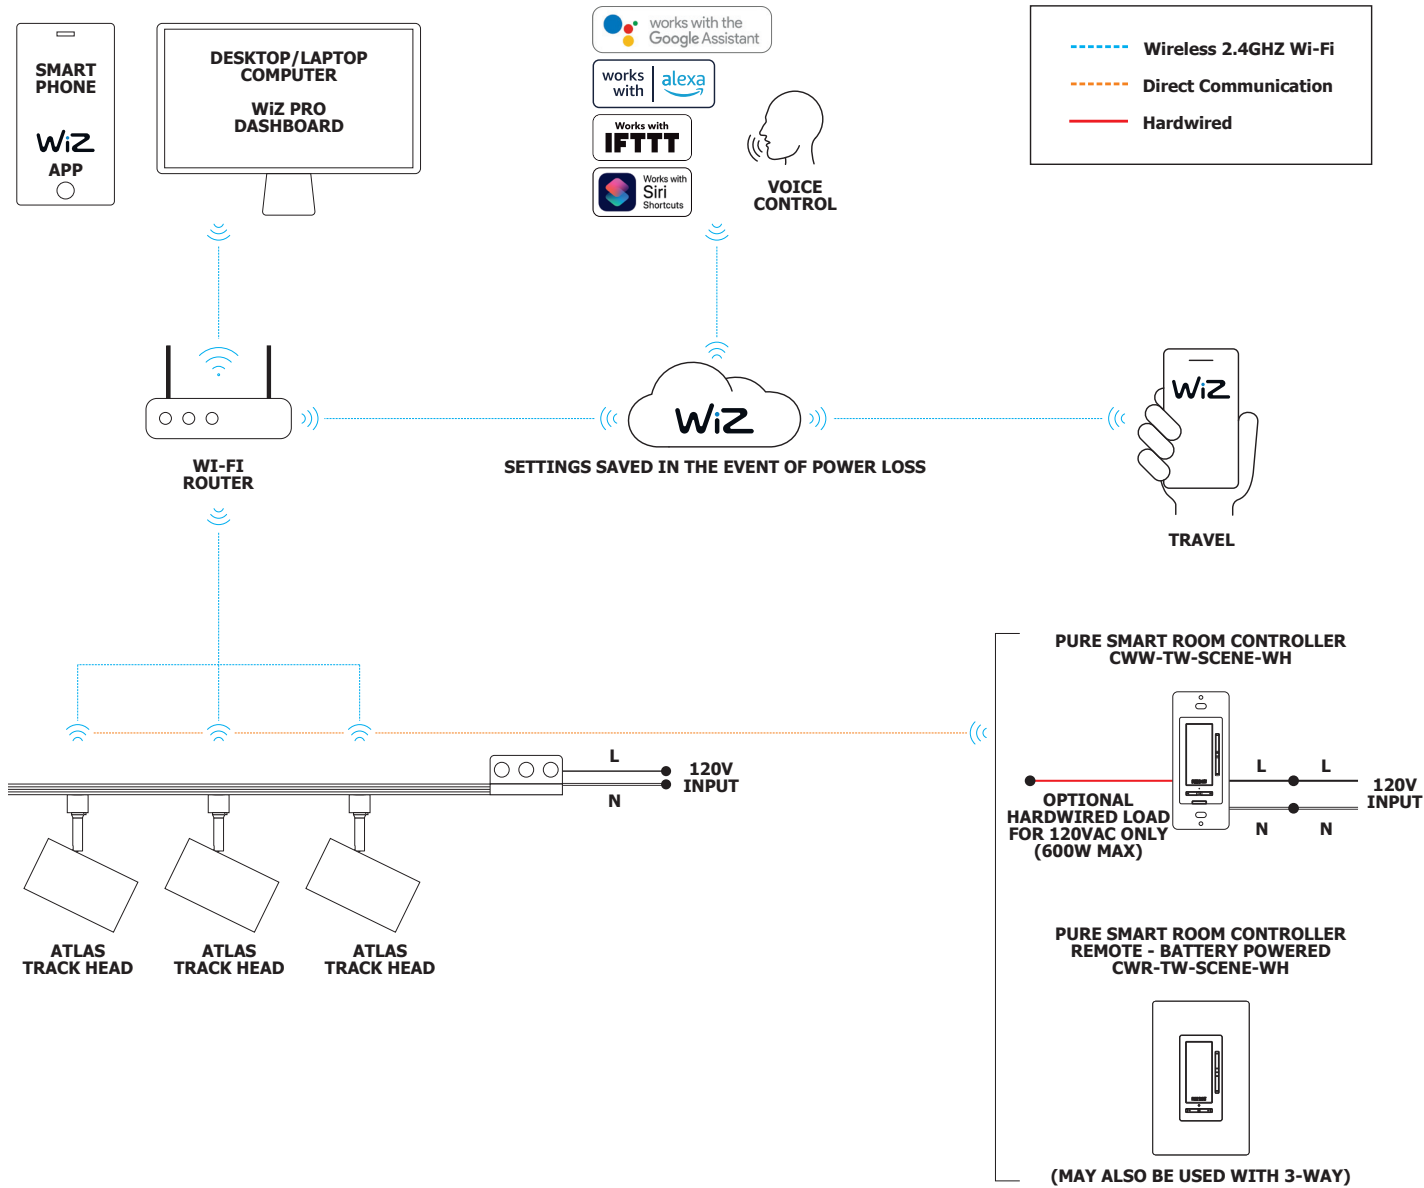 SMART
PHONE
WiZ
APP
DESKTOP/LAPTOP
COMPUTER
WiZ PRO
DASHBOARD
works with the
Google Assistant
works
with
alexa
Works with
IFTTT
Works with
Siri
Shortcuts
VOICE
CONTROL
Wireless 2.4GHZ Wi-Fi
Direct Communication
Hardwired
WI-FI
ROUTER
WiZ
SETTINGS SAVED IN THE EVENT OF POWER LOSS
WiZ
TRAVEL
L
N
120V
INPUT
ATLAS
TRACK HEAD
ATLAS
TRACK HEAD
ATLAS
TRACK HEAD
PURE SMART ROOM CONTROLLER
CWW-TW-SCENE-WH
OPTIONAL
HARDWIRED LOAD
FOR 120VAC ONLY
(600W MAX)
L
L
N
N
120V
INPUT
PURE SMART ROOM CONTROLLER
REMOTE - BATTERY POWERED
CWR-TW-SCENE-WH
(MAY ALSO BE USED WITH 3-WAY)